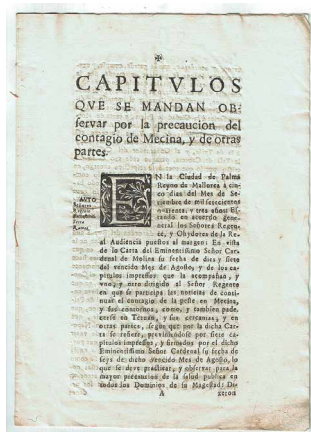 CAPITVLOS
QVE SE MANDAN OB-
servar por la precaucion del
contagio de Mecina, y de otras
partes.
AVTO
EN la Ciudad de Palma
Reyno de Mallorca à cin-
co dias del Mes de Se-
tiembre de mil setecientos
quarenta, y tres años Es-
tando en acuerdo gene-
ral los Señores Regen-
te, y Oydores de la Re-
al Audiencia puestos al margen: En vista
de lo Carta del Eminentissimo Señor Car-
denal de Molina su fecha de diez y siete
del vencido Mes de Agosto, y de los ca-
pitulos impressos que la acompañan, y
vno, y otro dirigido al Señor Regente
en que se participa las noticias de conti-
nuar el contagio de la peste en Mecina,
y sus contornos, como, y tambien pade-
cerse en y sus cercanias, y en
otras partes, segun que por la dicha Car-
ta se refiere, previniendose por siete ca-
pitulos impressos, y firmados por el dicho
Eminentissimo Señor Cardenal su fecha de
seys de dicho vencido Mes de Agosto, lo
que se deve practicar, y observar para la
mayor precaucion de la salud publica en
todos los Dominios de su Magestad: Di-
A
xeron